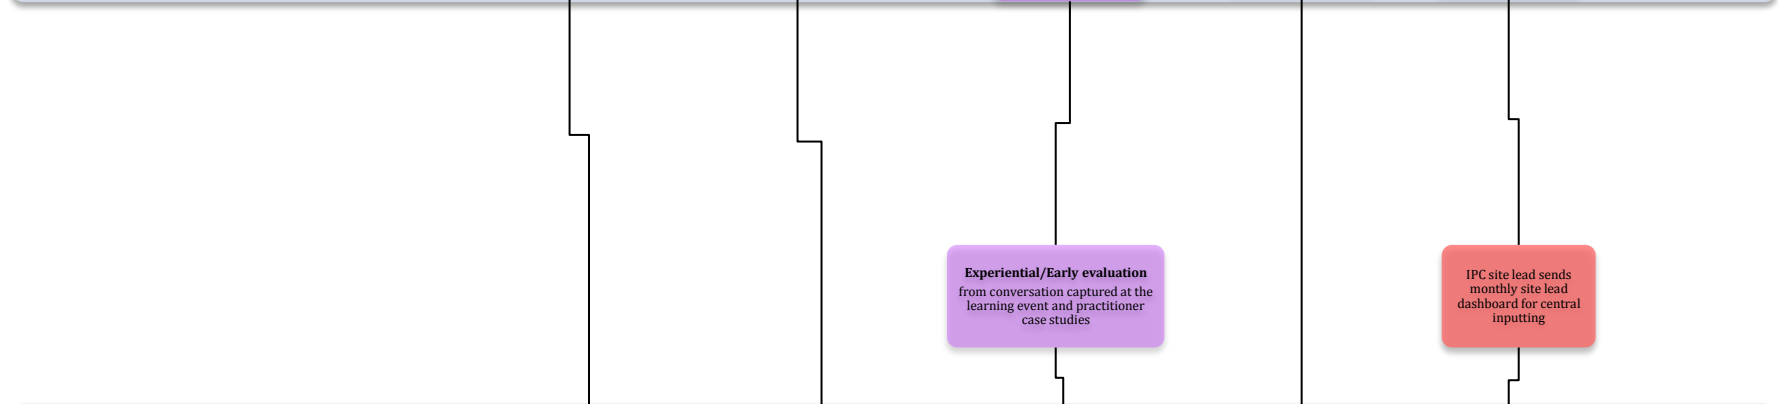 Experiential/Early evaluation
from conversation captured at the
learning event and practitioner
case studies
IPC site lead sends
monthly site lead
dashboard for central
inputting